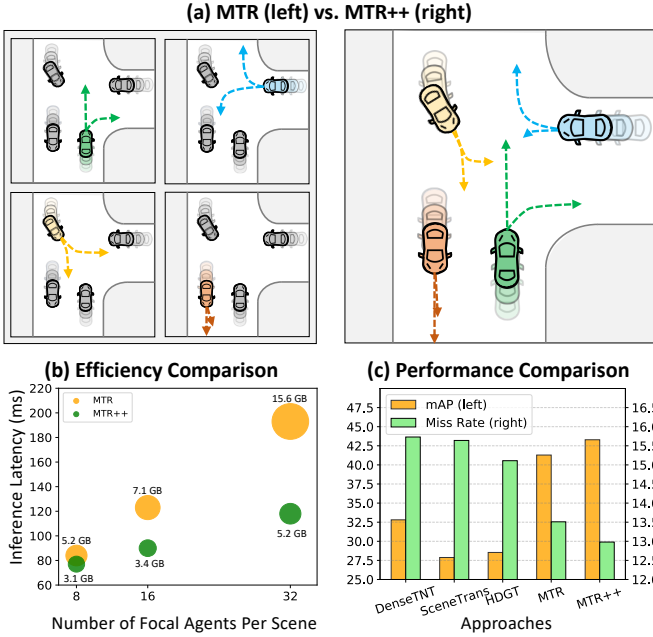 (a) MTR (left) vs. MTR++ (right)
(b) Efficiency Comparison
220
200
180
160
140
120
100
80
60
Inference Latency (ms)
MTR
MTR++
5.2 GB
3.1 GB
7.1 GB
3.4 GB
15.6 GB
5.2 GB
8
16
32
Number of Focal Agents Per Scene
(c) Performance Comparison
47.5
45.0
42.5
40.0
37.5
35.0
32.5
30.0
27.5
25.0
mAP (left)
Miss Rate (right)
16.5
16.0
15.5
15.0
14.5
14.0
13.5
13.0
12.5
12.0
DenseTNT
SceneTrans
HDGT
MTR
MTR++
Approaches